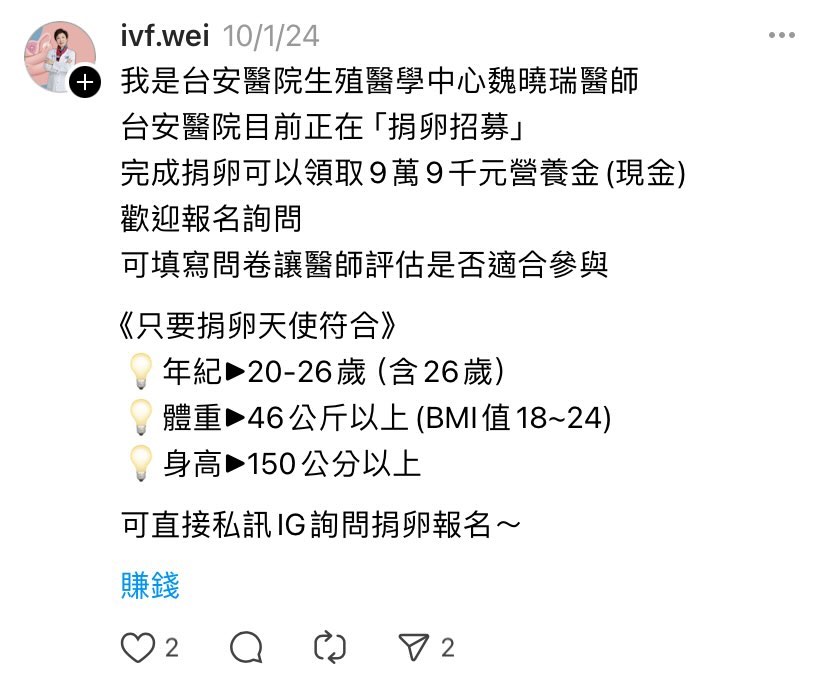 ivf.wei 10/1/24
我是台安醫院生殖醫學中心魏曉瑞醫師
台安醫院目前正在「捐卵招募」
完成捐卵可以領取9萬9千元營養金(現金)
歡迎報名詢問
可填寫問卷讓醫師評估是否適合參與
《只要捐卵天使符合》
💡年紀▶20-26歲（含26歲）
💡體重▶46公斤以上(BMI值18~24)
💡身高▶150公分以上
可直接私訊IG詢問捐卵報名～
賺錢
2 2